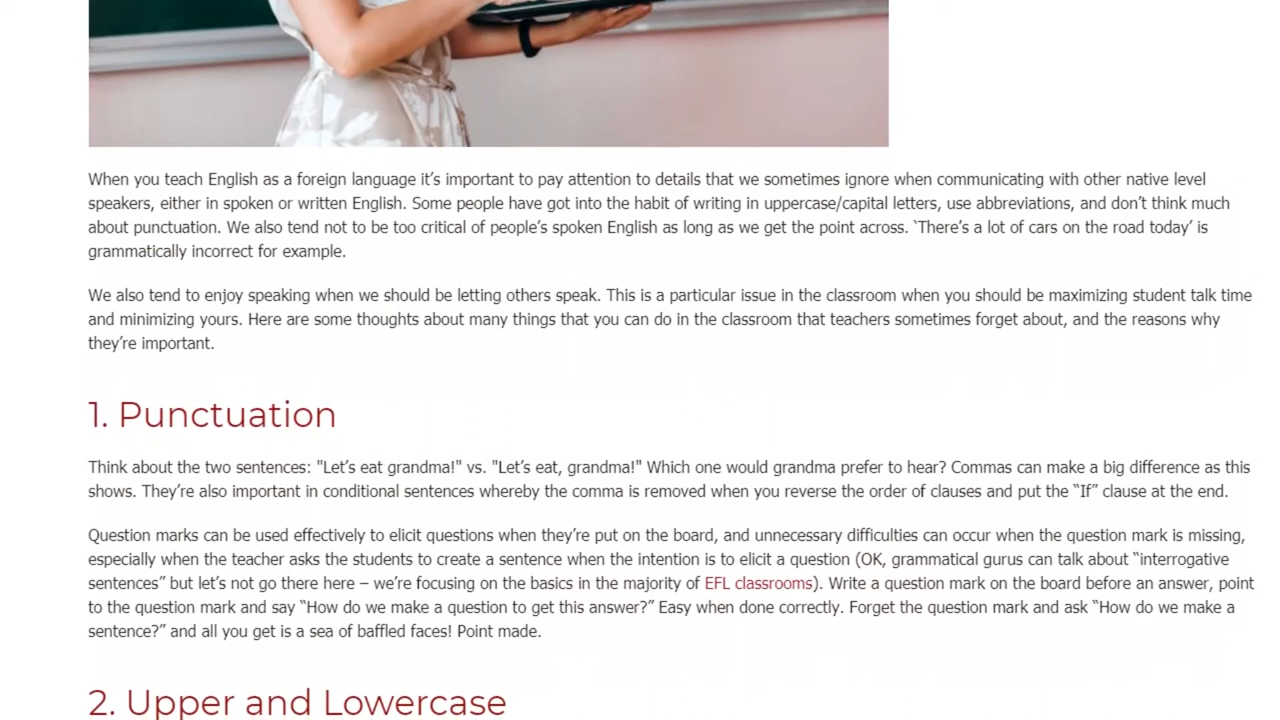 When you teach English as a foreign language it’s important to pay attention to details that we sometimes ignore when communicating with other native level
speakers, either in spoken or written English. Some people have got into the habit of writing in uppercase/capital letters, use abbreviations, and don’t think much
about punctuation. We also tend not to be too critical of people’s spoken English as long as we get the point across. ‘There’s a lot of cars on the road today’ is
grammatically incorrect for example.
We also tend to enjoy speaking when we should be letting others speak. This is a particular issue in the classroom when you should be maximizing student talk time
and minimizing yours. Here are some thoughts about many things that you can do in the classroom that teachers sometimes forget about, and the reasons why
they’re important.
1. Punctuation
Think about the two sentences: "Let’s eat grandma!" vs. "Let’s eat, grandma!" Which one would grandma prefer to hear? Commas can make a big difference as this
shows. They’re also important in conditional sentences whereby the comma is removed when you reverse the order of clauses and put the “If” clause at the end.
Question marks can be used effectively to elicit questions when they’re put on the board, and unnecessary difficulties can occur when the question mark is missing,
especially when the teacher asks the students to create a sentence when the intention is to elicit a question (OK, grammatical gurus can talk about “interrogative
sentences” but let’s not go there here – we’re focusing on the basics in the majority of EFL classrooms). Write a question mark on the board before an answer, point
to the question mark and say “How do we make a question to get this answer?” Easy when done correctly. Forget the question mark and ask “How do we make a
sentence?” and all you get is a sea of baffled faces! Point made.
2. Upper and Lowercase